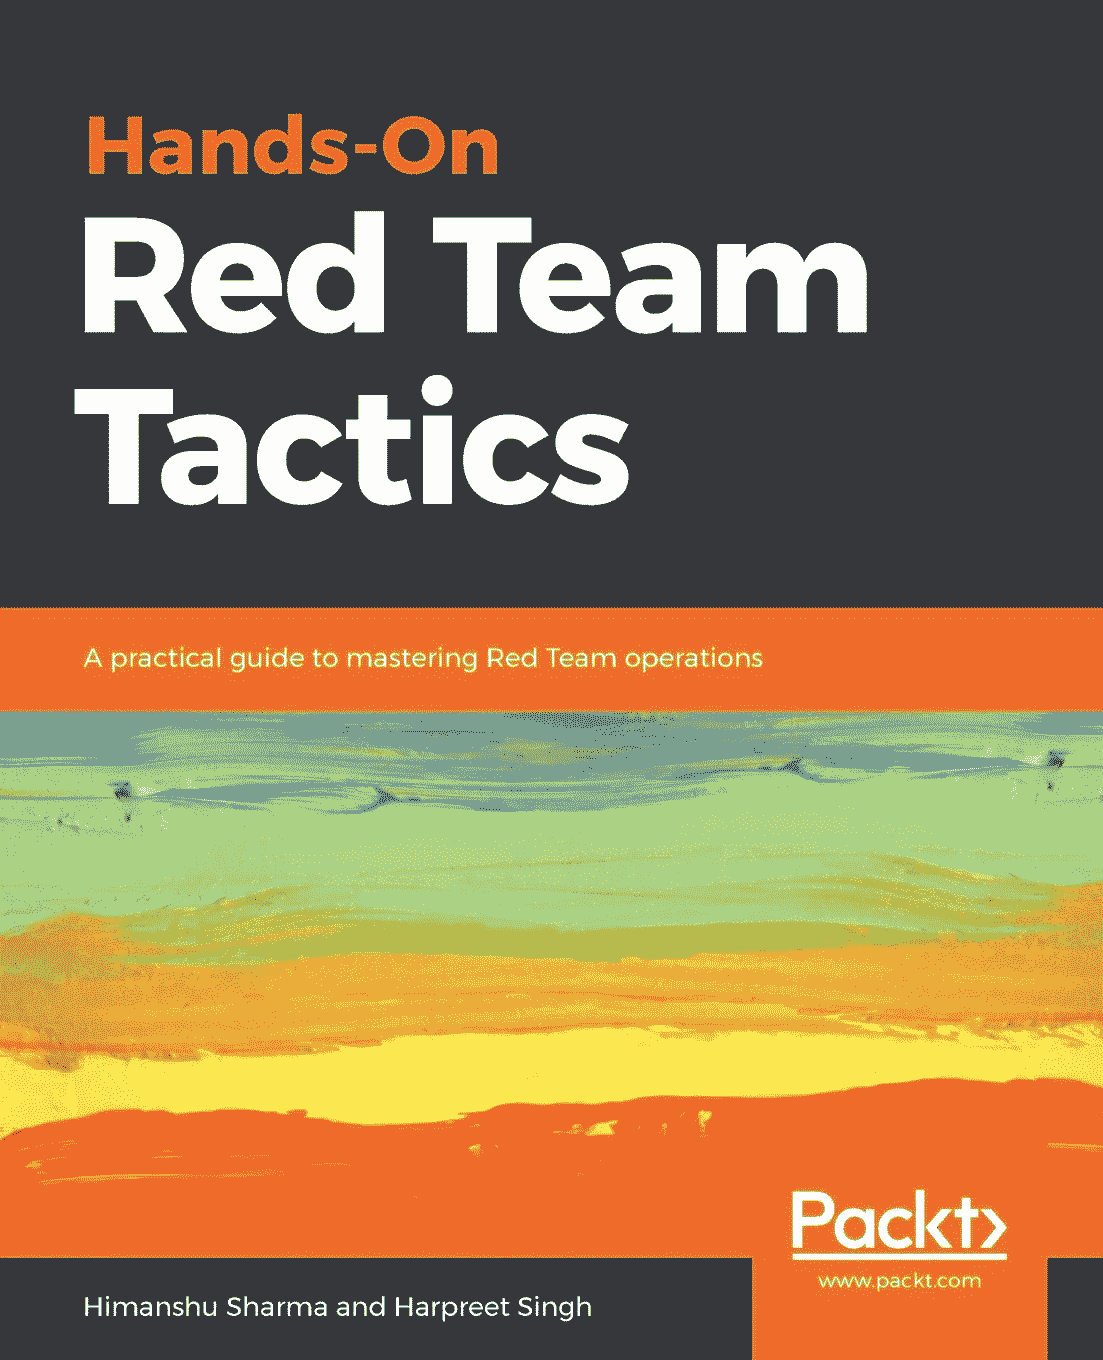 Hands-On
Red Team
Tactics
A practical guide to mastering Red Team operations
Packt>
www.packt.com
Himanshu Sharma and Harpreet Singh